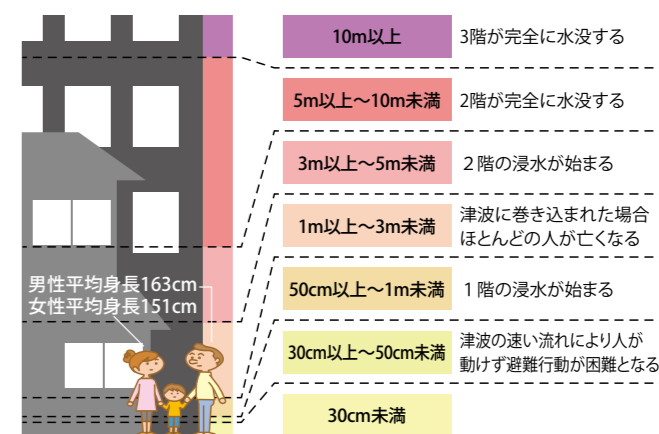 10m以上 3階が完全に水没する
5m以上～10m未満 2階が完全に水没する
3m以上～5m未満 ２階の浸水が始まる
1m以上～3m未満 津波に巻き込まれた場合
ほとんどの人が亡くなる
50cm以上～1m未満 １階の浸水が始まる
30cm以上～50cm未満 津波の速い流れにより人が
動けず避難行動が困難となる
30cm未満
男性平均身長163cm
女性平均身長151cm